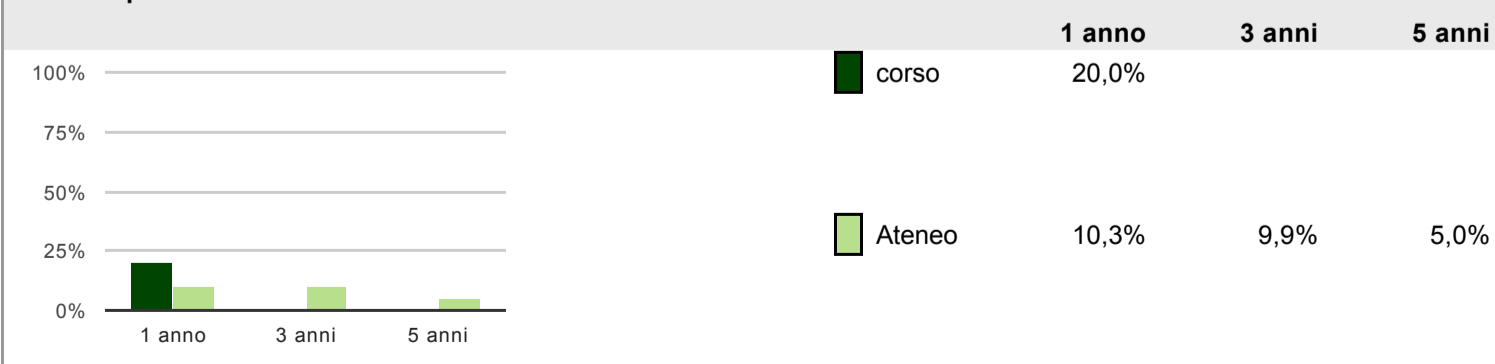 1 anno 3 anni 5 anni
100%
75%
50%
25%
0%
1 anno 3 anni 5 anni
corso 20,0%
Ateneo 10,3% 9,9% 5,0%